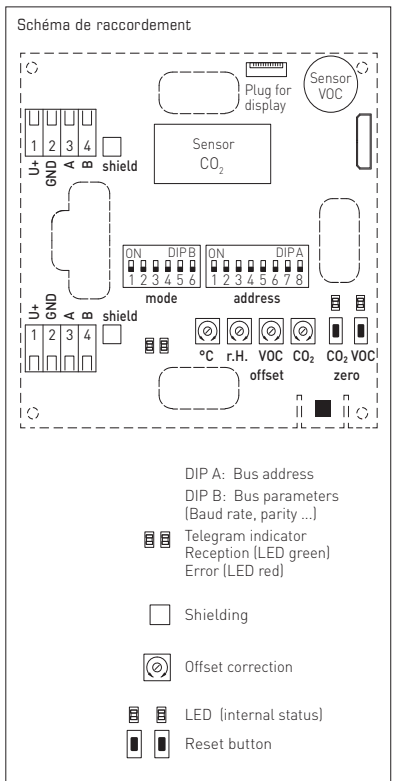 Schéma de raccordement
Plug for
display
Sensor
VOC
1 2 3 4
U+ GND A B shield
Sensor
CO₂
ON DIP B
1 2 3 4 5 6
mode
ON DIP A
1 2 3 4 5 6 7 8
address
U+ GND A B shield
1 2 3 4
°C r.H. VOC CO₂
offset
CO₂ VOC
zero
DIP A: Bus address
DIP B: Bus parameters
(Baud rate, parity ...)
Telegram indicator
Reception (LED green)
Error (LED red)
Shielding
Offset correction
LED (internal status)
Reset button